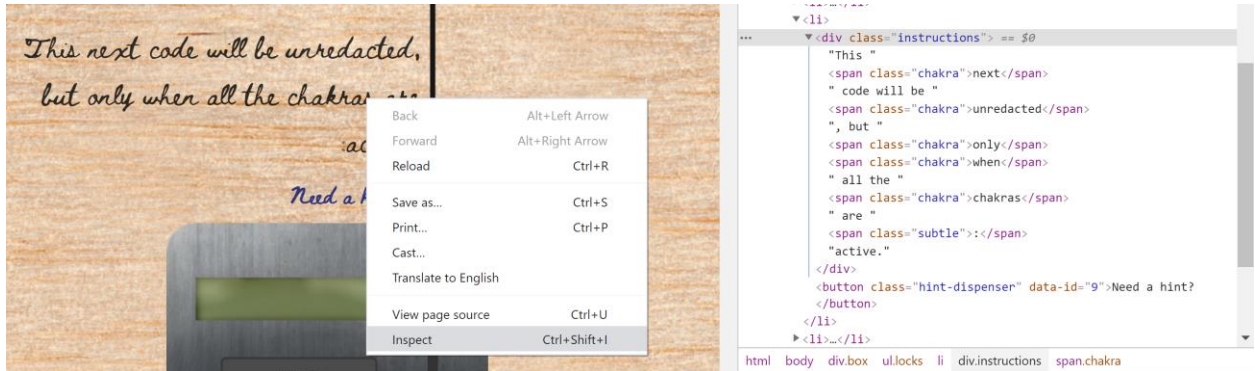 This next code will be unredacted,
but only when all the chakras are
ac
Need a h
Back Alt+Left Arrow
Forward Alt+Right Arrow
Reload Ctrl+R
Save as... Ctrl+S
Print... Ctrl+P
Cast...
Translate to English
View page source Ctrl+U
Inspect Ctrl+Shift+I
▼<li>
... ▼<div class="instructions"> == $0
"This "
<span class="chakra">next</span>
" code will be "
<span class="chakra">unredacted</span>
", but "
<span class="chakra">only</span>
<span class="chakra">when</span>
" all the "
<span class="chakra">chakras</span>
" are "
<span class="subtle">:</span>
"active."
</div>
<button class="hint-dispenser" data-id="9">Need a hint?
</button>
</li>
▶<li>…</li>
html body div.box ul.locks li div.instructions span.chakra